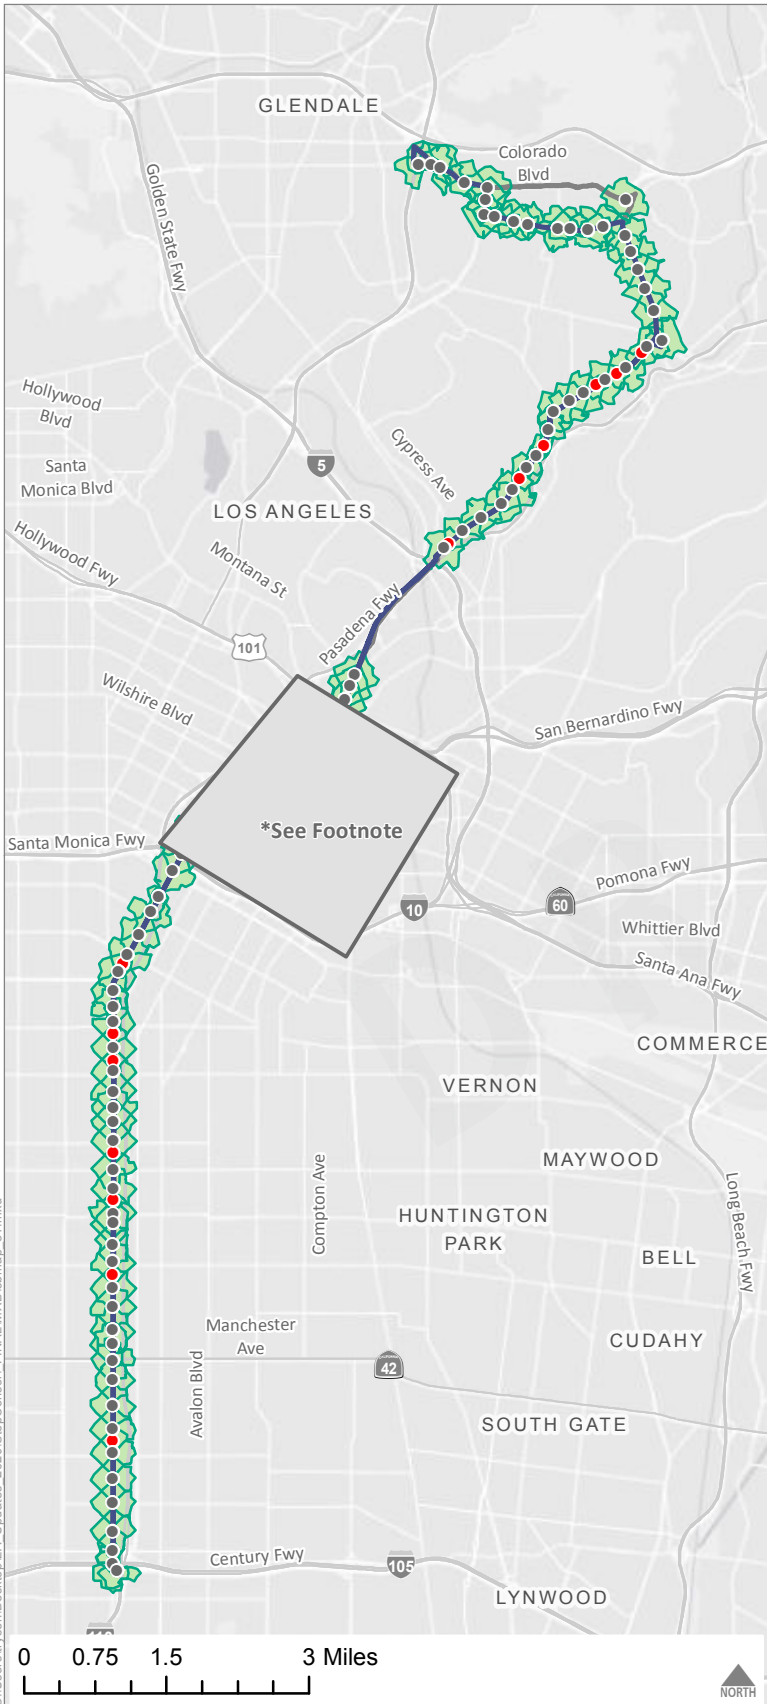 GLENDALE
Colorado
Blvd
Golden State Fwy
Hollywood
Blvd
Santa
Monica Blvd
Cypress Ave
5
LOS ANGELES
Hollywood Fwy
Montana St
Pasadena Fwy
101
Wilshire Blvd
San Bernardino Fwy
*See Footnote
Santa Monica Fwy
Pomona Fwy
10
60
Whittier Blvd
Santa Ana Fwy
COMMERCE
VERNON
MAYWOOD
Compton Ave
Long Beach Fwy
HUNTINGTON
PARK
BELL
Manchester
Ave
CUDAHY
42
Avalon Blvd
SOUTH GATE
Century Fwy
105
LYNWOOD
0 0.75 1.5 3 Miles
NORTH